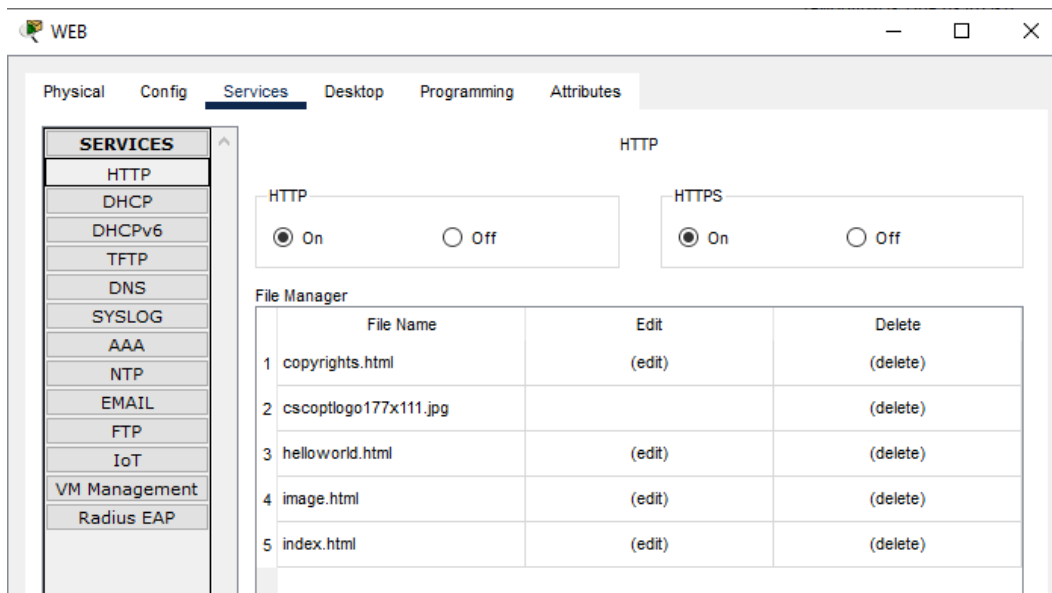 WEB
Physical Config Services Desktop Programming Attributes
SERVICES
HTTP
DHCP
DHCPv6
TFTP
DNS
SYSLOG
AAA
NTP
EMAIL
FTP
IoT
VM Management
Radius EAP
HTTP
HTTP
On Off
HTTPS
On Off
File Manager
File Name Edit Delete
1 copyrights.html (edit) (delete)
2 cscoptlogo177x111.jpg (delete)
3 helloworld.html (edit) (delete)
4 image.html (edit) (delete)
5 index.html (edit) (delete)